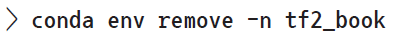 > conda env remove -n tf2_book